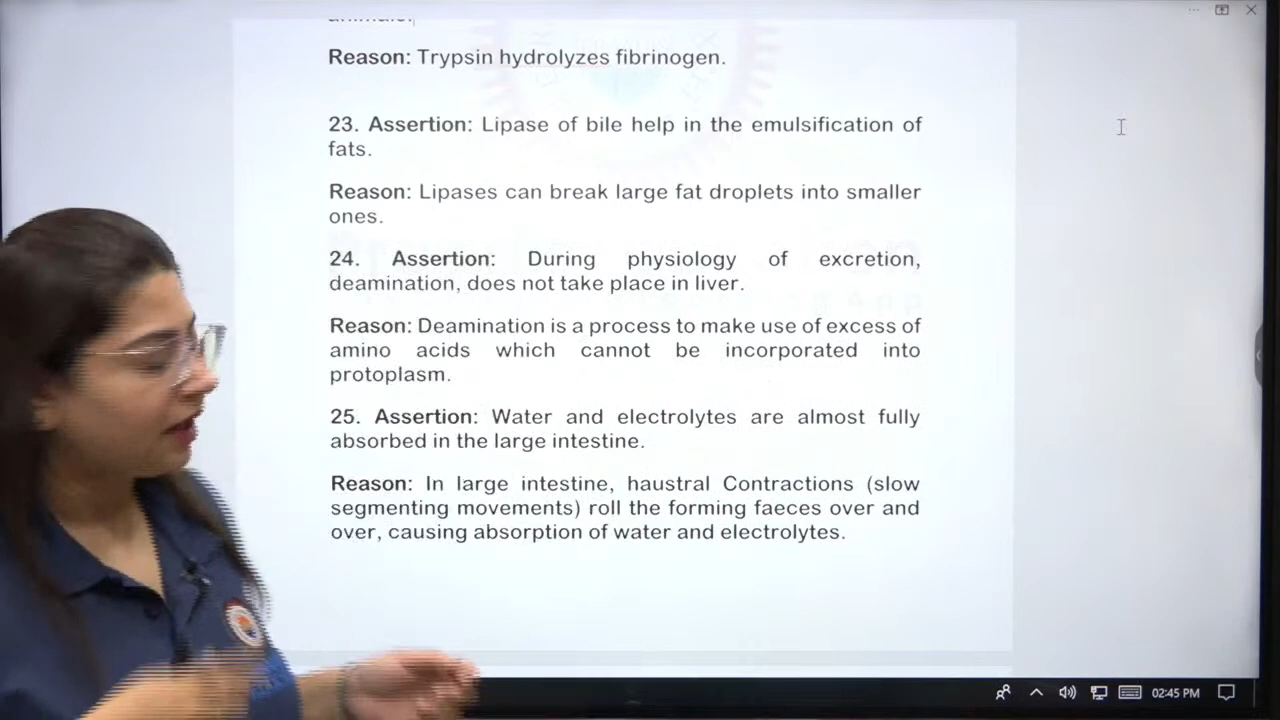 Reason: Trypsin hydrolyzes fibrinogen.
23. Assertion: Lipase of bile help in the emulsification of
fats.
Reason: Lipases can break large fat droplets into smaller
ones.
24. Assertion: During physiology of excretion,
deamination, does not take place in liver.
Reason: Deamination is a process to make use of excess of
amino acids which cannot be incorporated into
protoplasm.
25. Assertion: Water and electrolytes are almost fully
absorbed in the large intestine.
Reason: In large intestine, haustral Contractions (slow
segmenting movements) roll the forming faeces over and
over, causing absorption of water and electrolytes.
02:45 PM